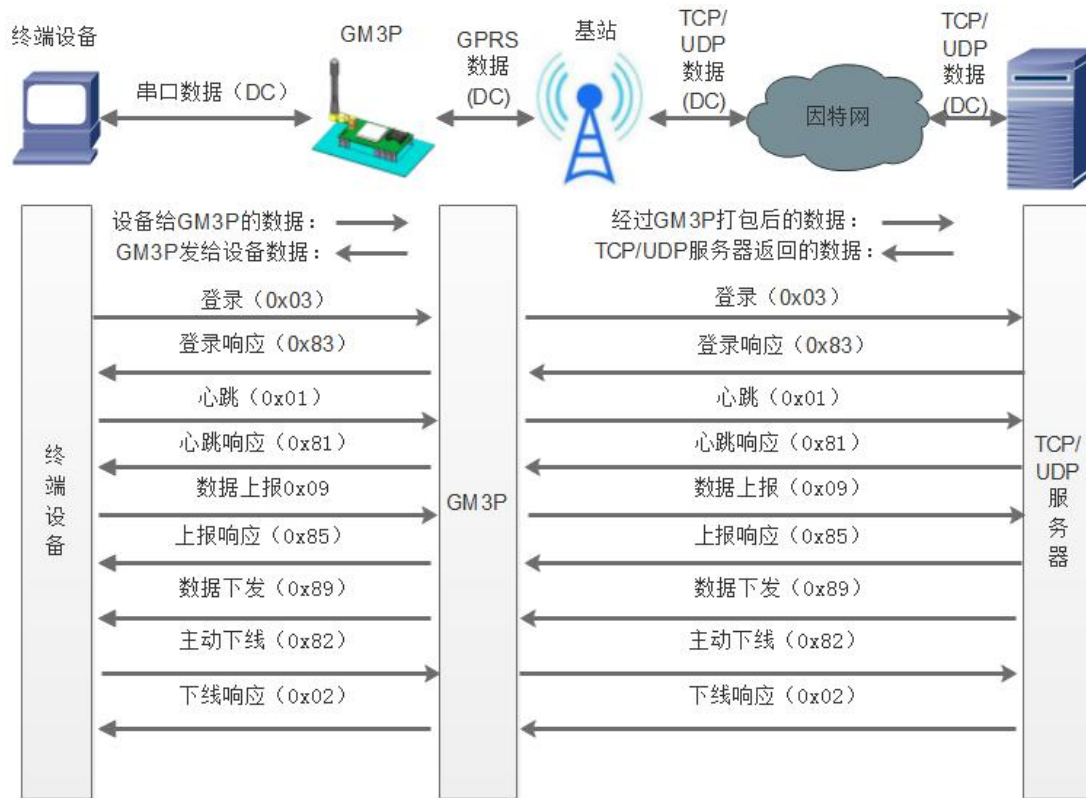 终端设备
GM3P
GPRS
数据
(DC)
基站
TCP/
UDP
数据
(DC)
TCP/
UDP
数据
(DC)
串口数据（DC）
因特网
设备给GM3P的数据：
GM3P发给设备数据：
经过GM3P打包后的数据：
TCP/UDP服务器返回的数据：
登录（0x03）
登录（0x03）
登录响应（0x83）
登录响应（0x83）
心跳（0x01）
心跳（0x01）
心跳响应（0x81）
心跳响应（0x81）
数据上报0x09
数据上报（0x09）
上报响应（0x85）
上报响应（0x85）
数据下发（0x89）
数据下发（0x89）
主动下线（0x82）
主动下线（0x82）
下线响应（0x02）
下线响应（0x02）
终
端
设
备
GM3P
TCP/
UDP
服
务
器